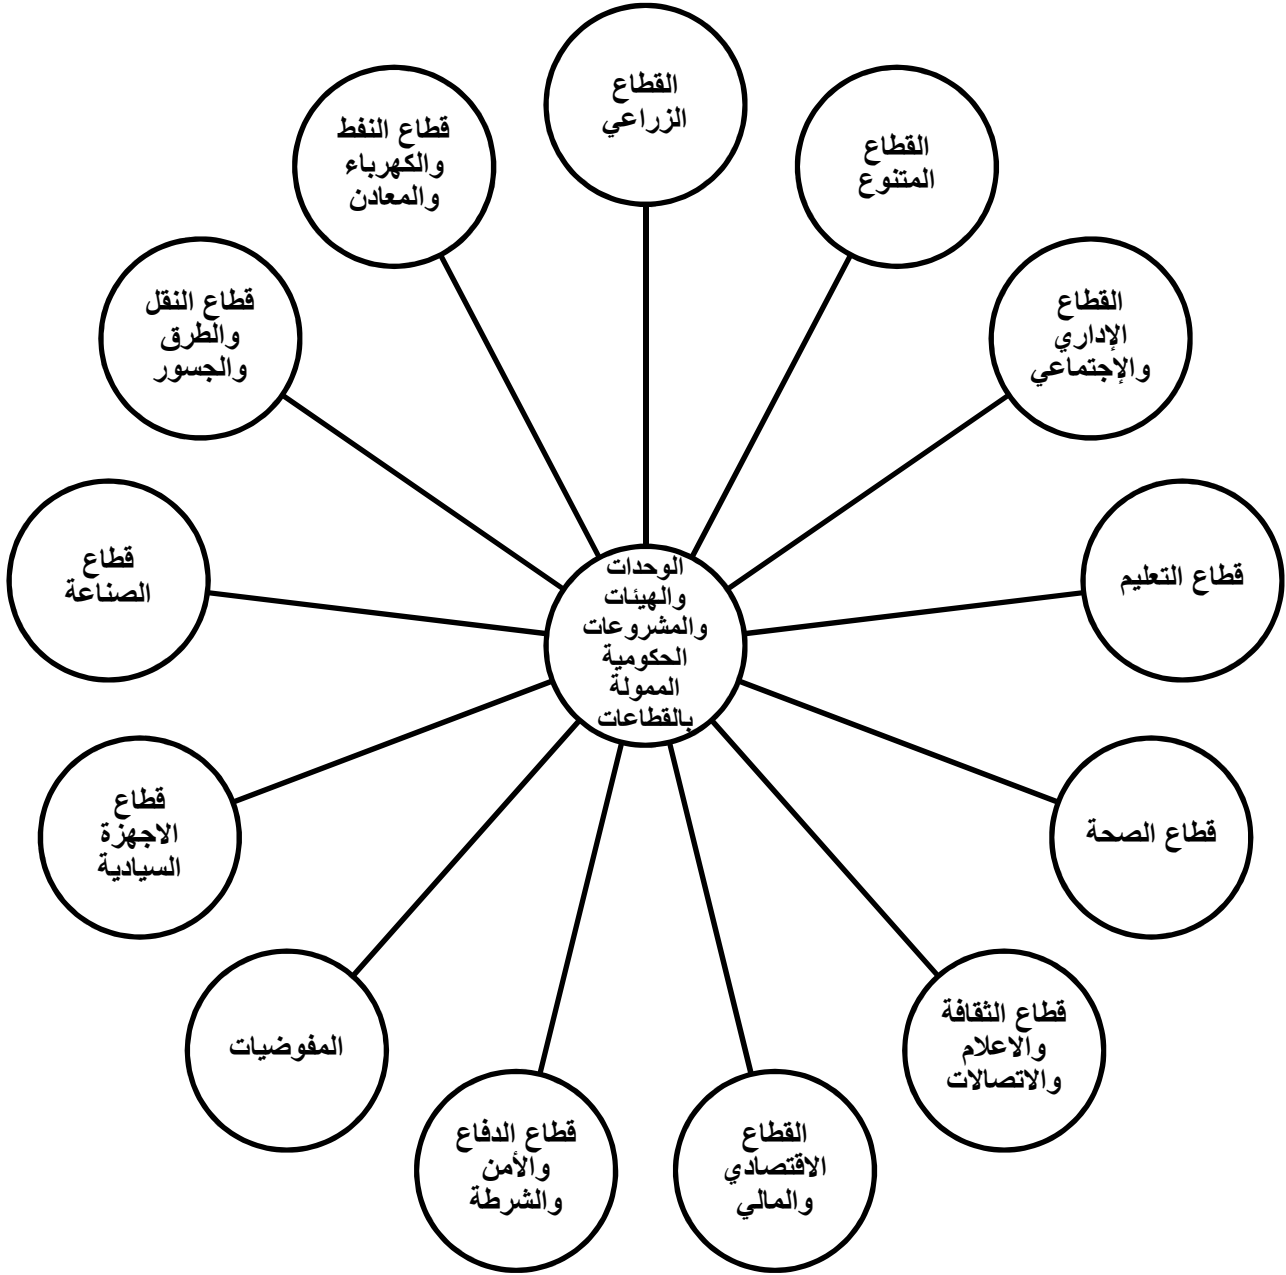 القطاع
الزراعي
القطاع
المتنوع
القطاع
الإداري
والإجتماعي
قطاع التعليم
قطاع الصحة
قطاع الثقافة
والاعلام
والاتصالات
القطاع
الاقتصادي
والمالي
قطاع الدفاع
والأمن
والشرطة
المفوضيات
قطاع
الاجهزة
السيادية
قطاع
الصناعة
قطاع النقل
والطرق
والجسور
قطاع النفط
والكهرباء
والمعادن
الوحدات
والهيئات
والمشروعات
الحكومية
الممولة
بالقطاعات